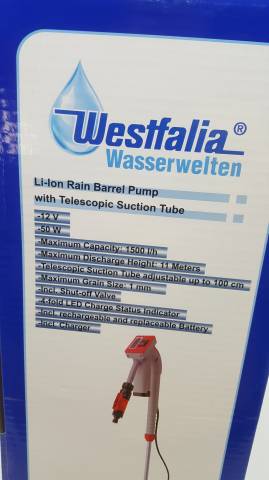 Westfalia®
Wasserwelten
Li-Ion Rain Barrel Pump
with Telescopic Suction Tube
-12 V
-50 W
-Maximum Capacity: 1500 l/h
-Maximum Discharge Height: 11 Meters
-Telescopic Suction Tube adjustable up to 100 cm
-Maximum Grain Size: 1 mm
-Incl. Shut-off Valve
-4-fold LED Charge Status Indicator
-Incl. rechargeable and replaceable Battery
-Incl. Charger